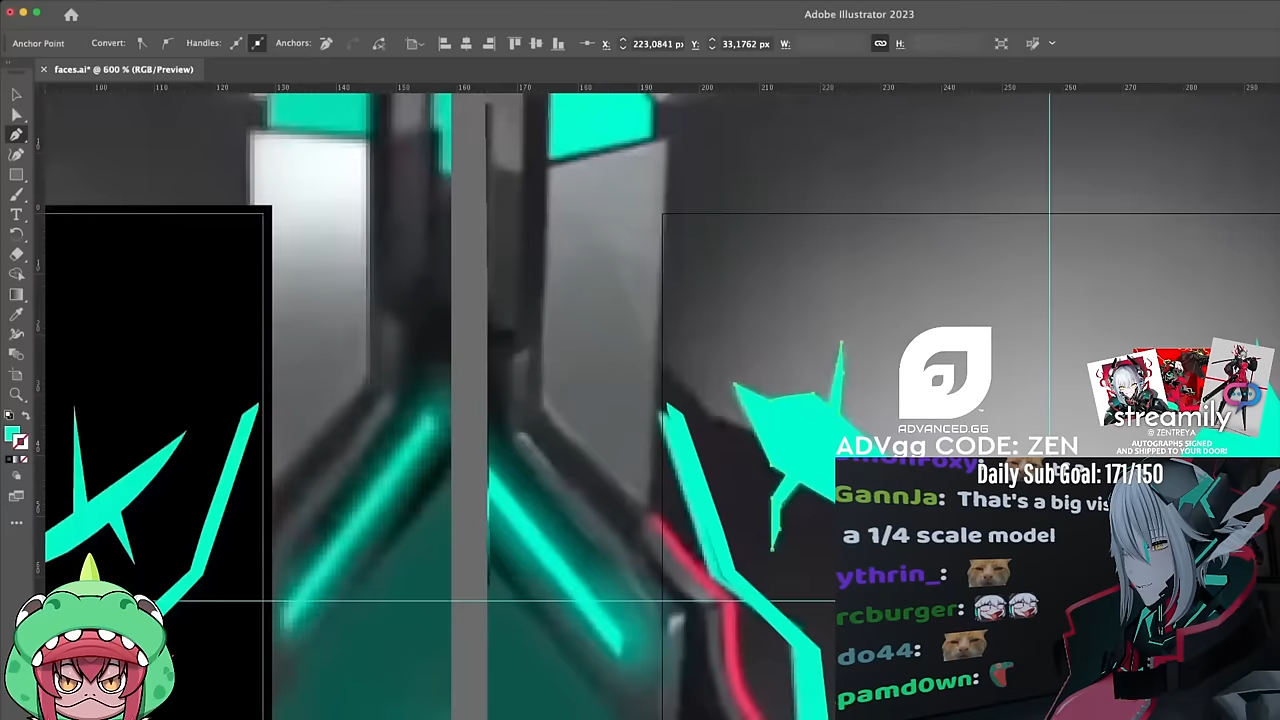 Adobe Illustrator 2023
Anchor Point Convert: Handles: Anchors: X: 223,0841 p Y: 33,1762 px W: H:
faces.ai* @ 600 % (RGB/Preview)
100 110 120 130 140 150 160 170 180 190 200 210 220 230 240 250 260 270 280 290
ADVANCED.GG
ADVgg CODE: ZEN
streamily
@ ZENTREYA
AUTOGRAPHS SIGNED
AND SHIPPED TO YOUR DOOR!
Daily Sub Goal: 171/150
GannJa: That's a big vis
a 1/4 scale model
ythrin_:
rcburger:
do44:
pamd0wn: